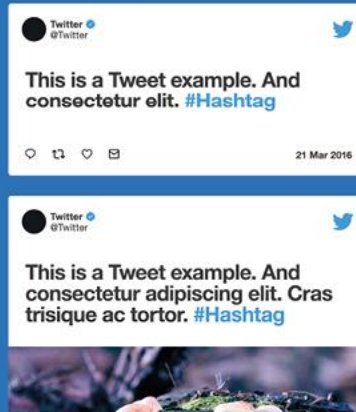 Twitter
@Twitter
This is a Tweet example. And
consectetur elit. #Hashtag
21 Mar 2016
Twitter
@Twitter
This is a Tweet example. And
consectetur adipiscing elit. Cras
trisique ac tortor. #Hashtag